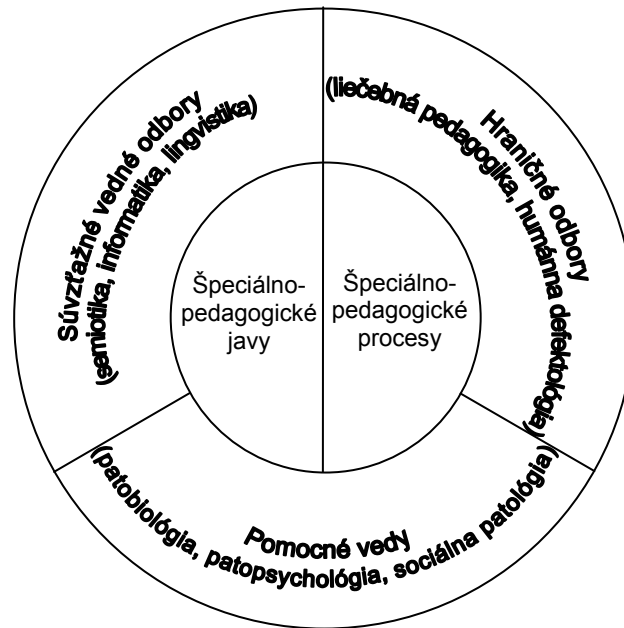 Súvzťažné vedné odbory
(semiotika, informatika, lingvistika)
Hraničné odbory
(liečebná pedagogika, humánna defektológia)
Špeciálno-
pedagogické
javy
Špeciálno-
pedagogické
procesy
Pomocné vedy
(patobiológia, patopsychológia, sociálna patológia)